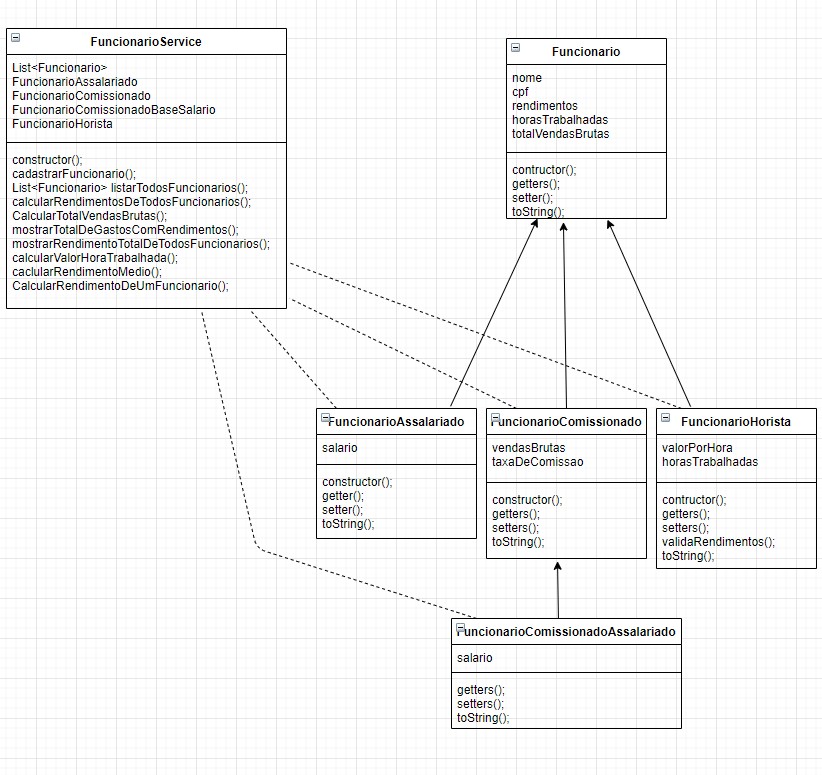 FuncionarioService
List<Funcionario>
FuncionarioAssalariado
FuncionarioComissionado
FuncionarioComissionadoBaseSalario
FuncionarioHorista
constructor();
cadastrarFuncionario();
List<Funcionario> listarTodosFuncionarios();
calcularRendimentosDeTodosFuncionarios();
CalcularTotalVendasBrutas();
mostrarTotalDeGastosComRendimentos();
mostrarRendimentoTotalDeTodosFuncionarios();
calcularValorHoraTrabalhada();
caclularRendimentoMedio();
CalcularRendimentoDeUmFuncionario();
Funcionario
nome
cpf
rendimentos
horasTrabalhadas
totalVendasBrutas
contructor();
getters();
setter();
toString();
FuncionarioAssalariado
salario
constructor();
getter();
setter();
toString();
FuncionarioComissionado
vendasBrutas
taxaDeComissao
constructor();
getters();
setters();
toString();
FuncionarioHorista
valorPorHora
horasTrabalhadas
contructor();
getters();
setters();
validaRendimentos();
toString();
FuncionarioComissionadoAssalariado
salario
getters();
setters();
toString();